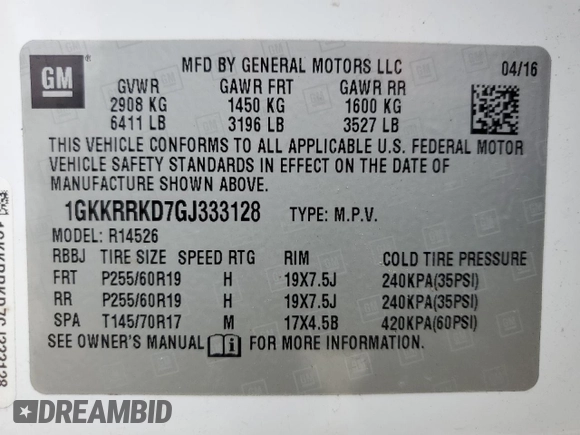 GM
MFD BY GENERAL MOTORS LLC 04/16
GVWR GAWR FRT GAWR RR
2908 KG 1450 KG 1600 KG
6411 LB 3196 LB 3527 LB
THIS VEHICLE CONFORMS TO ALL APPLICABLE U.S. FEDERAL MOTOR
VEHICLE SAFETY STANDARDS IN EFFECT ON THE DATE OF
MANUFACTURE SHOWN ABOVE.
1GKKRRKD7GJ333128 TYPE: M.P.V.
MODEL: R14526
RBBJ TIRE SIZE SPEED RTG RIM COLD TIRE PRESSURE
FRT P255/60R19 H 19X7.5J 240KPA(35PSI)
RR P255/60R19 H 19X7.5J 240KPA(35PSI)
SPA T145/70R17 M 17X4.5B 420KPA(60PSI)
SEE OWNER'S MANUAL FOR MORE INFORMATION.
1GKKRRKD7GJ333128
DREAMBID